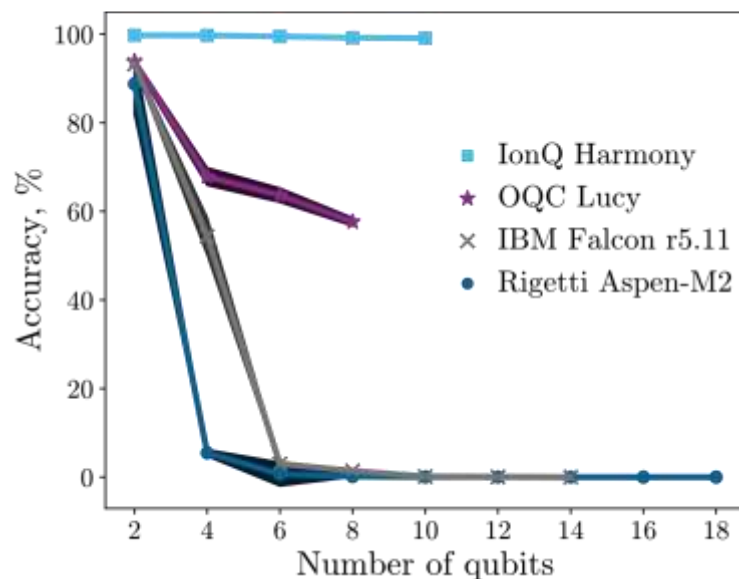 100
80
60
40
20
0
Accuracy, %
IonQ Harmony
OQC Lucy
IBM Falcon r5.11
Rigetti Aspen-M2
2 4 6 8 10 12 14 16 18
Number of qubits